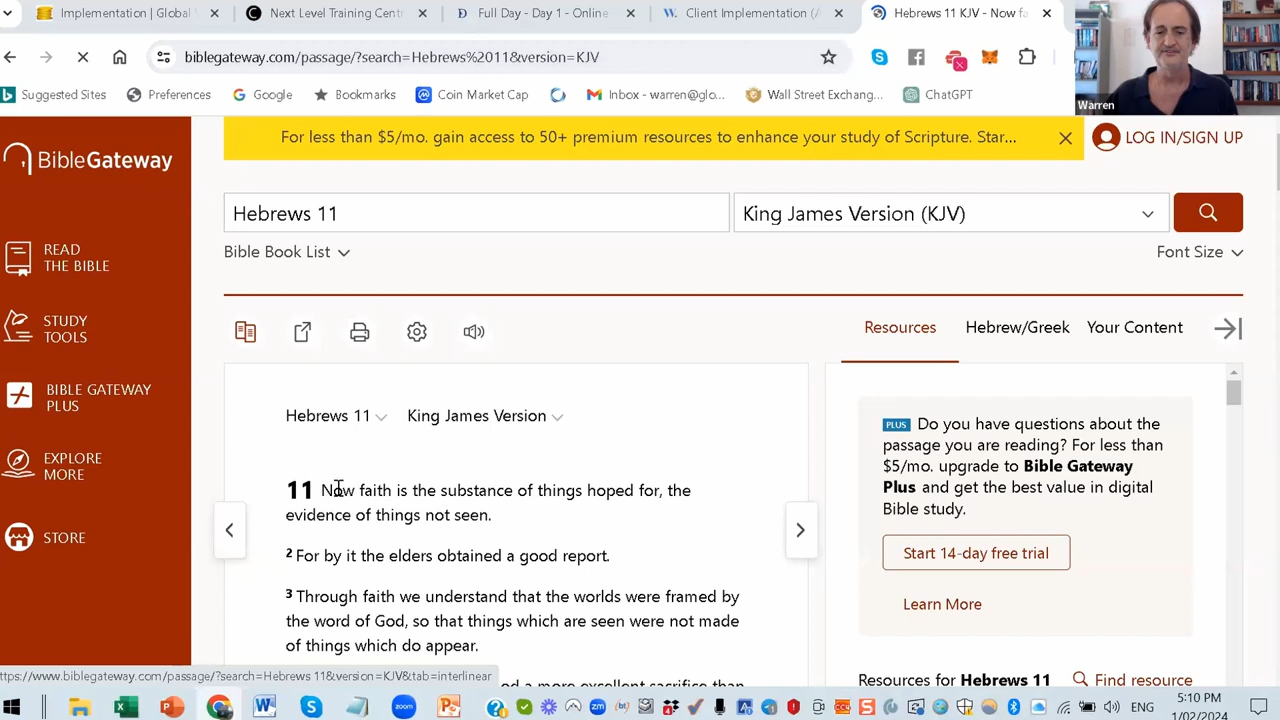 Implementation | Global W
Next Level Training Cent
Full Day - Day 1 - Online
Client Implementation
Hebrews 11 KJV - Now fa
biblegateway.com/passage/?search=Hebrews%2011&version=KJV
Suggested Sites
Preferences
Google
Bookmarks
Coin Market Cap
Inbox - warren@glo...
Wall Street Exchang...
ChatGPT
Warren
For less than $5/mo. gain access to 50+ premium resources to enhance your study of Scripture. Star...
LOG IN/SIGN UP
BibleGateway
READ
THE BIBLE
STUDY
TOOLS
BIBLE GATEWAY
PLUS
EXPLORE
MORE
STORE
Hebrews 11
King James Version (KJV)
Bible Book List
Font Size
Resources
Hebrew/Greek
Your Content
Hebrews 11
King James Version
11 Now faith is the substance of things hoped for, the
evidence of things not seen.
2 For by it the elders obtained a good report.
3 Through faith we understand that the worlds were framed by
the word of God, so that things which are seen were not made
of things which do appear.
d a more excellent sacrifice than
PLUS Do you have questions about the
passage you are reading? For less than
$5/mo. upgrade to Bible Gateway
Plus and get the best value in digital
Bible study.
Start 14-day free trial
Learn More
Resources for Hebrews 11
Find resource
ttps://www.biblegateway.com/passage/?search=Hebrews 11&version=KJV&tab=interlinear
zoom
ENG
5:10 PM
1/02/2024